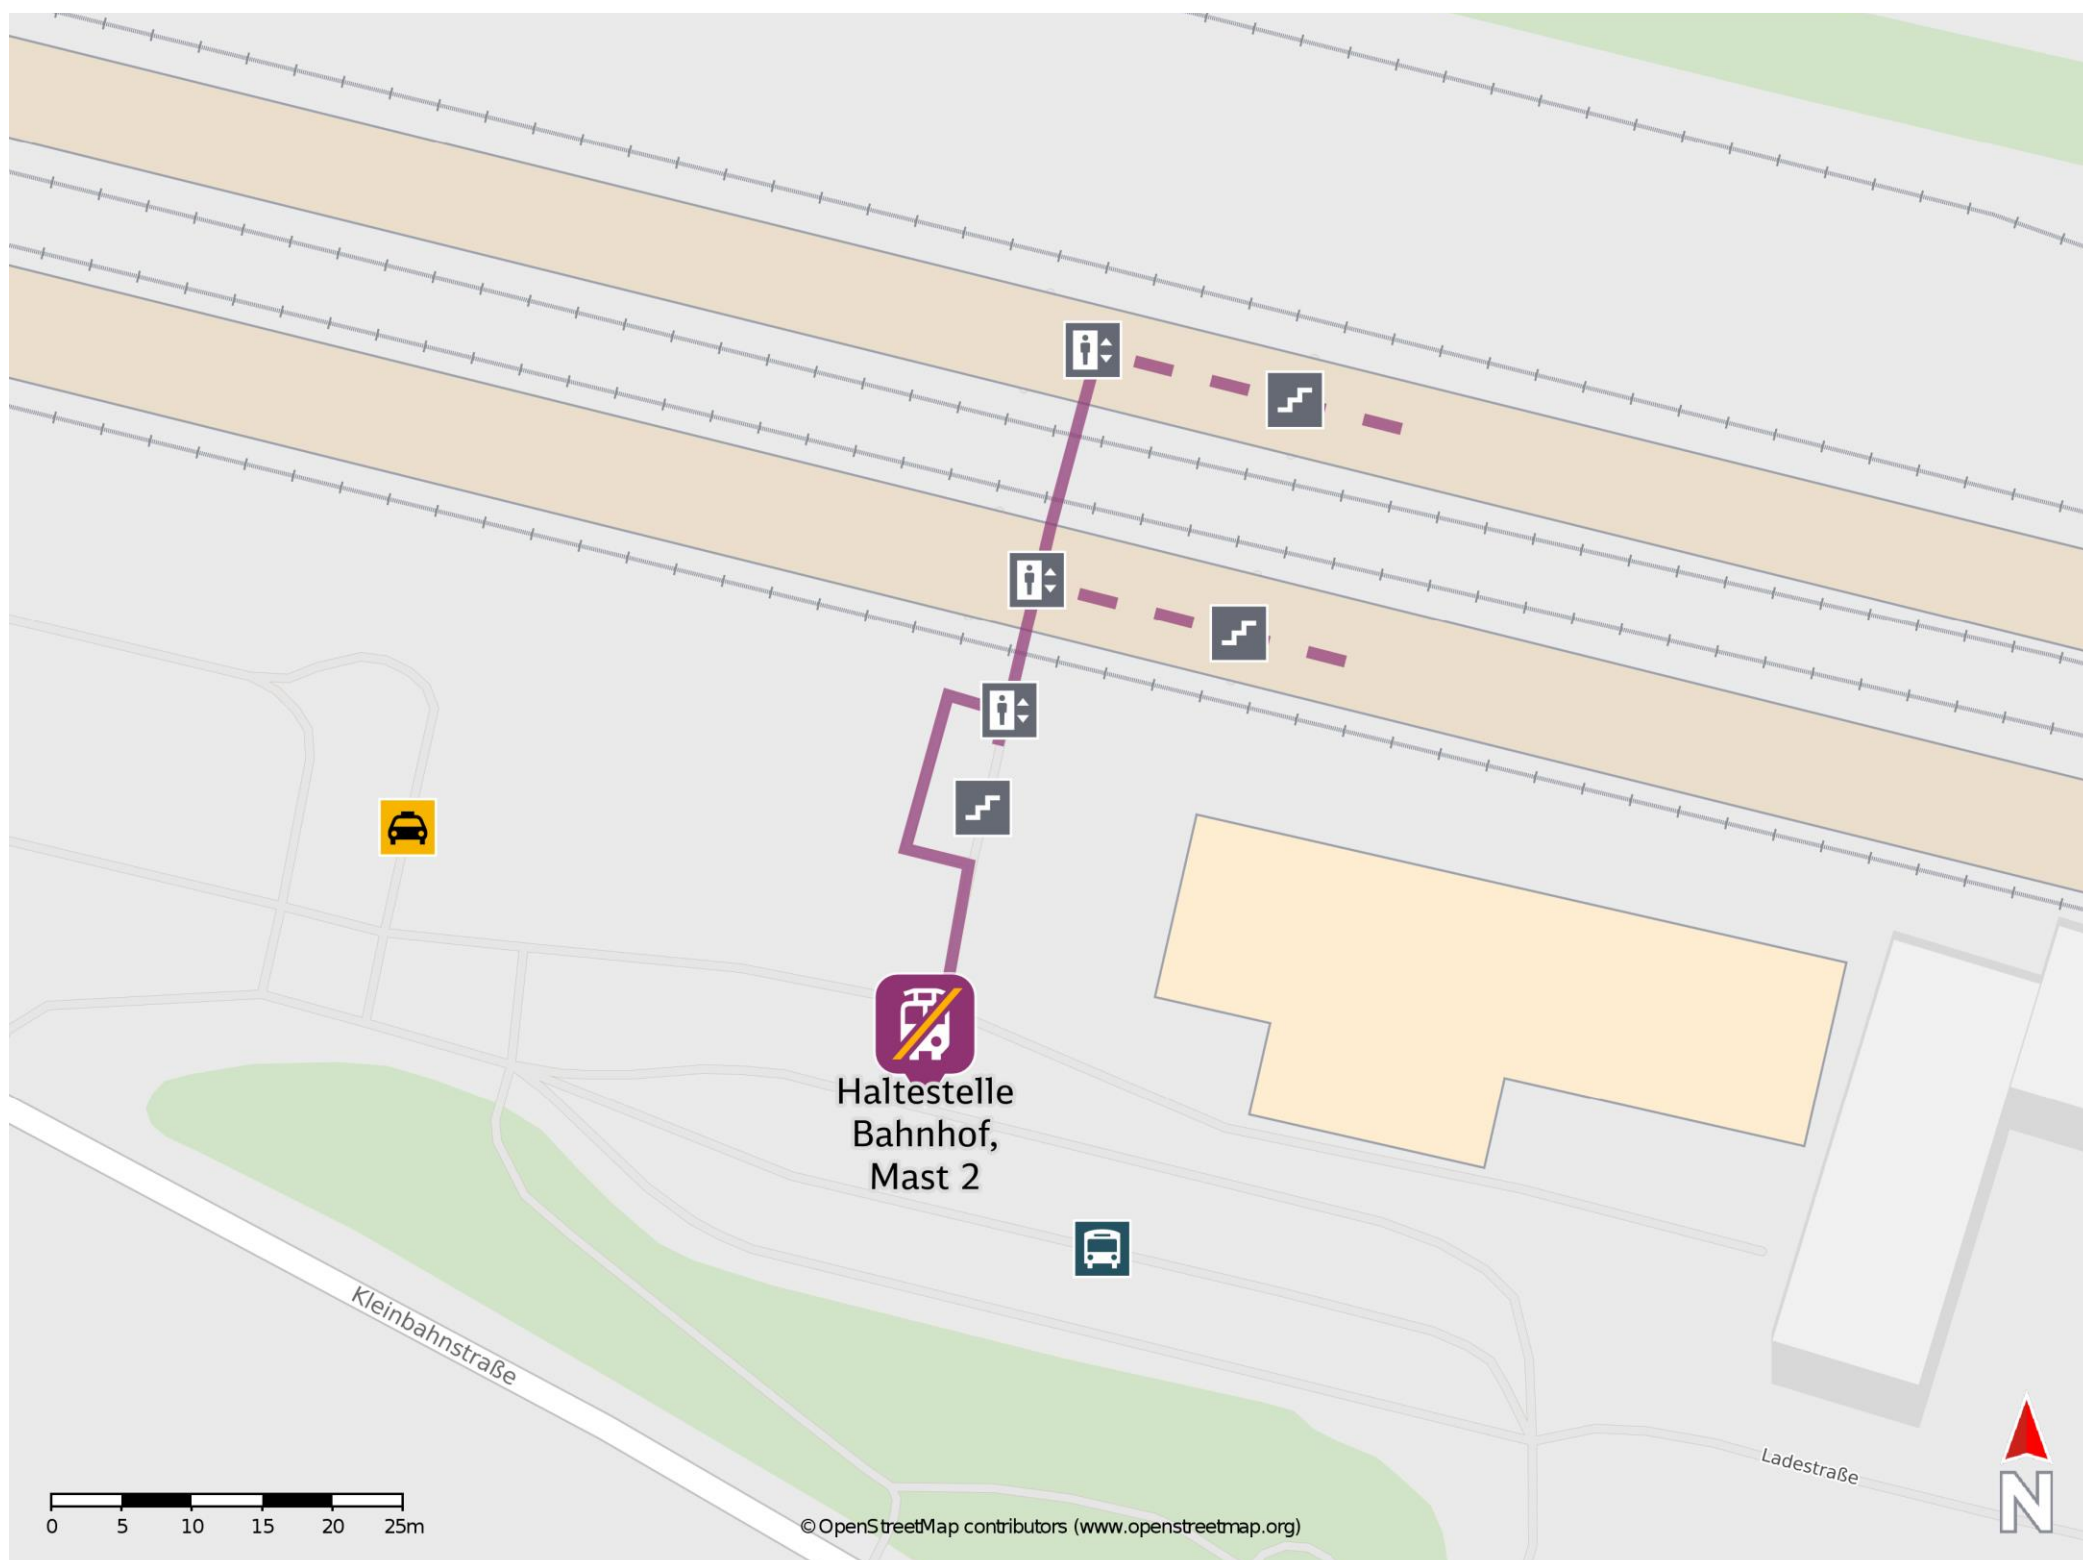 Haltestelle
Bahnhof,
Mast 2
Kleinbahnstraße
Ladestraße
N
0 5 10 15 20 25m
© OpenStreetMap contributors (www.openstreetmap.org)